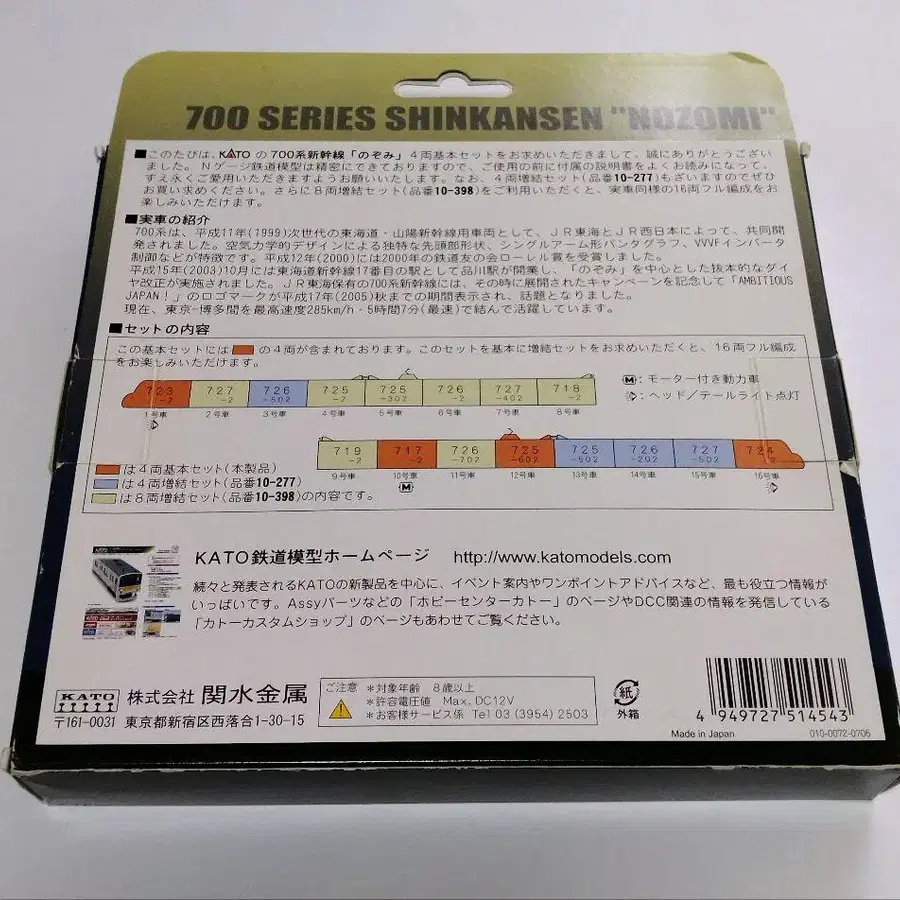 700 SERIES SHINKANSEN "NOZOMI"
■このたびは、KATOの700系新幹線「のぞみ」4両基本セットをお求めいただきまして、誠にありがとうござい
ました。Nゲージ鉄道模型は精密にできておりますので、ご使用の前に付属の説明書をよくお読みになって、
すえ永くご愛用いただきますようお願いいたします。なお、4両増結セット(品番10-277)もございますのでぜひ
お買い求めください。さらに8両増結セット(品番10-398)をご利用いただくと、実車同様の16両フル編成をお
楽しみいただけます。
■実車の紹介
700系は、平成11年(1999)次世代の東海道・山陽新幹線用車両として、JR東海とJR西日本によって、共同開
発されました。空気力学的デザインによる独特な先頭部形状、シングルアーム形パンタグラフ、VVVFインバータ
制御などが特徴です。平成12年(2000)には2000年の鉄道友の会ローレル賞を受賞しました。
平成15年(2003)10月には東海道新幹線17番目の駅として品川駅が開業し、「のぞみ」を中心とした抜本的なダイ
ヤ改正が実施されました。JR東海保有の700系新幹線には、その時に展開されたキャンペーンを記念して「AMBITIOUS
JAPAN!」のロゴマークが平成17年(2005)秋までの期間表示され、話題となりました。
現在、東京-博多間を最高速度285km/h・5時間7分(最速)で結んで活躍しています。
■セットの内容
この基本セットには の4両が含まれております。このセットを基本に増結セットをお求めいただくと、16両フル編成
をお楽しみいただけます。
723-2 727-2 726-502 725-2 725-302 726-2 727-402 718-2
1号車 2号車 3号車 4号車 5号車 6号車 7号車 8号車
M:モーター付き動力車
:ヘッド/テールライト点灯
719-2 717-2 726-702 725-602 725-502 726-202 727-502 724-2
9号車 10号車 11号車 12号車 13号車 14号車 15号車 16号車
M
は4両基本セット(本製品)
は4両増結セット(品番10-277)
は8両増結セット(品番10-398)の内容です。
KATO鉄道模型ホームページ http://www.katomodels.com
続々と発表されるKATOの新製品を中心に、イベント案内やワンポイントアドバイスなど、最も役立つ情報が
いっぱいです。Assyパーツなどの「ホビーセンターカトー」のページやDCC関連の情報を発信している
「カトーカスタムショップ」のページもあわせてご覧ください。
KATO 株式会社 関水金属
〒161-0031 東京都新宿区西落合1-30-15
ご注意 *対象年齢 8歳以上
*許容電圧値 Max. DC12V
*お客様サービス係 Tel 03 (3954) 2503
紙
外箱
4 949727 514543
Made in Japan 010-0072-0706